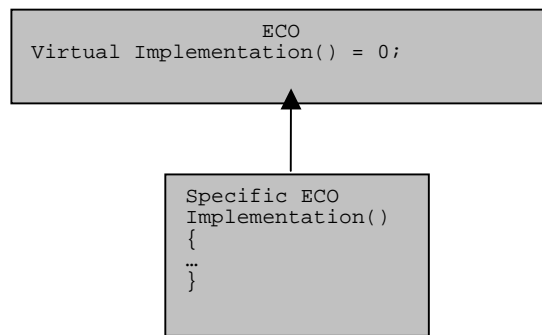 ECO
Virtual Implementation() = 0;
Specific ECO
Implementation()
{
…
}